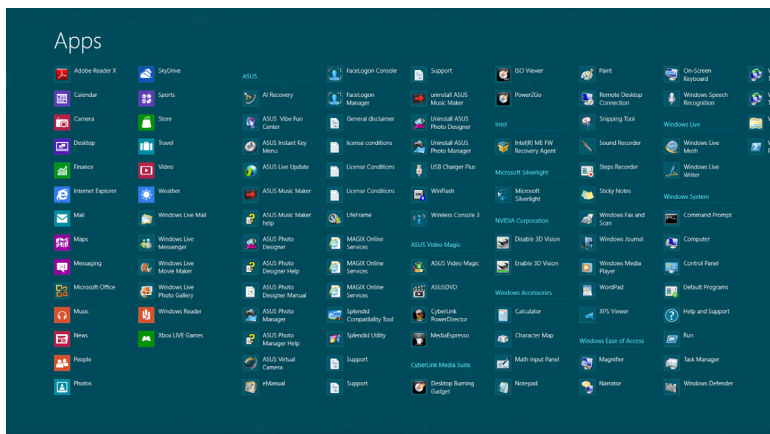 Apps
Adobe Reader X
Calendar
Camera
Desktop
Finance
Internet Explorer
Mail
Maps
Messaging
Microsoft Office
Music
News
People
Photos
SkyDrive
Sports
Store
Travel
Video
Weather
Windows Live Mail
Windows Live
Messenger
Windows Live
Movie Maker
Windows Live
Photo Gallery
Windows Reader
Xbox LIVE Games
ASUS
AI Recovery
ASUS Vibe Fun
Center
ASUS Instant Key
Menu
ASUS Live Update
ASUS Music Maker
ASUS Music Maker
help
ASUS Photo
Designer
ASUS Photo
Designer Help
ASUS Photo
Designer Manual
ASUS Photo
Manager
ASUS Photo
Manager Help
ASUS Virtual
Camera
eManual
FaceLogon Console
FaceLogon
Manager
General disclaimer
license conditions
License Conditions
License Conditions
LifeFrame
MAGIX Online
Services
MAGIX Online
Services
MAGIX Online
Services
Splendid
Compatibility Tool
Splendid Utility
Support
Support
Support
uninstall ASUS
Music Maker
Uninstall ASUS
Photo Designer
Uninstall ASUS
Photo Manager
USB Charger Plus
WinFlash
Wireless Console 3
ASUS Video Magic
ASUS Video Magic
ASUSDVD
CyberLink
PowerDirector
MediaEspresso
CyberLink Media Suite
Desktop Burning
Gadget
ISO Viewer
Power2Go
Intel
Intel(R) ME FW
Recovery Agent
Microsoft Silverlight
Microsoft
Silverlight
NVIDIA Corporation
Disable 3D Vision
Enable 3D Vision
Windows Accessories
Calculator
Character Map
Math Input Panel
Notepad
Paint
Remote Desktop
Connection
Snipping Tool
Sound Recorder
Steps Recorder
Sticky Notes
Windows Fax and
Scan
Windows Journal
Windows Media
Player
WordPad
XPS Viewer
Windows Ease of Access
Magnifier
Narrator
On-Screen
Keyboard
Windows Speech
Recognition
Windows Live
Windows Live
Mesh
Windows Live
Writer
Windows System
Command Prompt
Computer
Control Panel
Default Programs
Help and Support
Run
Task Manager
Windows Defender